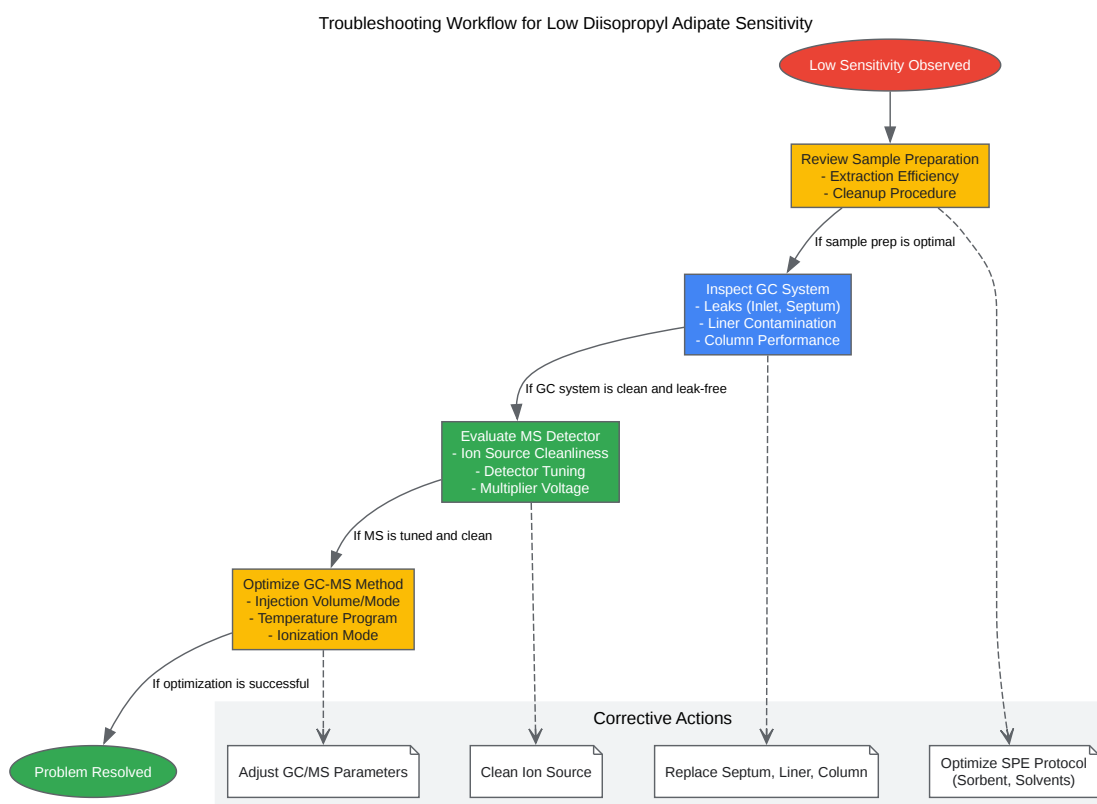 Troubleshooting Workflow for Low Diisopropyl Adipate Sensitivity
Low Sensitivity Observed
Review Sample Preparation
- Extraction Efficiency
- Cleanup Procedure
If sample prep is optimal
Inspect GC System
- Leaks (Inlet, Septum)
- Liner Contamination
- Column Performance
If GC system is clean and leak-free
Evaluate MS Detector
- Ion Source Cleanliness
- Detector Tuning
- Multiplier Voltage
If MS is tuned and clean
Optimize GC-MS Method
- Injection Volume/Mode
- Temperature Program
- Ionization Mode
If optimization is successful
Problem Resolved
Corrective Actions
Adjust GC/MS Parameters
Clean Ion Source
Replace Septum, Liner, Column
Optimize SPE Protocol
(Sorbent, Solvents)